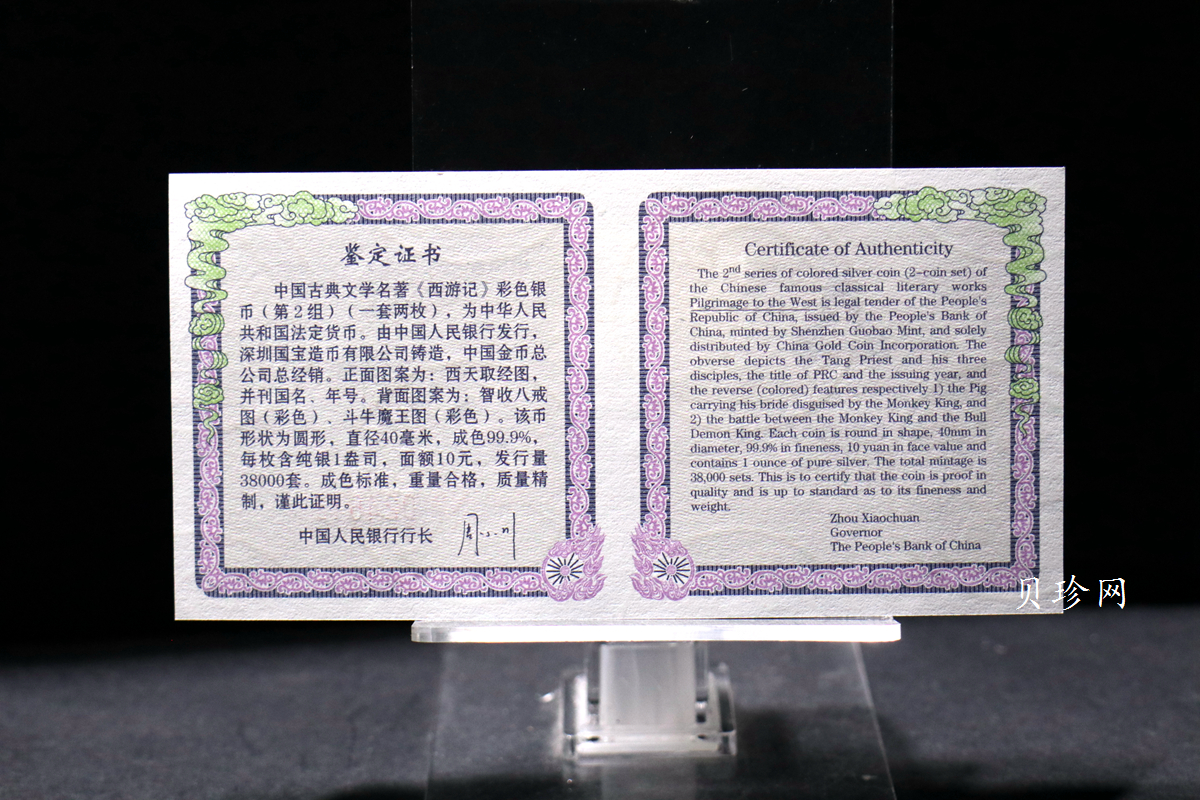 鉴定证书
中国古典文学名著《西游记》彩色银
币（第2组）（一套两枚），为中华人民
共和国法定货币。由中国人民银行发行，
深圳国宝造币有限公司铸造，中国金币总
公司总经销。正面图案为：西天取经图，
并刊国名、年号。背面图案为：智收八戒
图（彩色）、斗牛魔王图（彩色）。该币
形状为圆形，直径40毫米，成色99.9%，
每枚含纯银1盎司，面额10元，发行量
38000套。成色标准，重量合格，质量精
制，谨此证明。
中国人民银行行长 周小川
Certificate of Authenticity
The 2nd series of colored silver coin (2-coin set) of
the Chinese famous classical literary works
Pilgrimage to the West is legal tender of the People's
Republic of China, issued by the People's Bank of
China, minted by Shenzhen Guobao Mint, and solely
distributed by China Gold Coin Incorporation. The
obverse depicts the Tang Priest and his three
disciples, the title of PRC and the issuing year, and
the reverse (colored) features respectively 1) the Pig
carrying his bride disguised by the Monkey King, and
2) the battle between the Monkey King and the Bull
Demon King. Each coin is round in shape, 40mm in
diameter, 99.9% in fineness, 10 yuan in face value and
contains 1 ounce of pure silver. The total mintage is
38,000 sets. This is to certify that the coin is proof in
quality and is up to standard as to its fineness and
weight.
Zhou Xiaochuan
Governor
The People's Bank of China
贝珍网